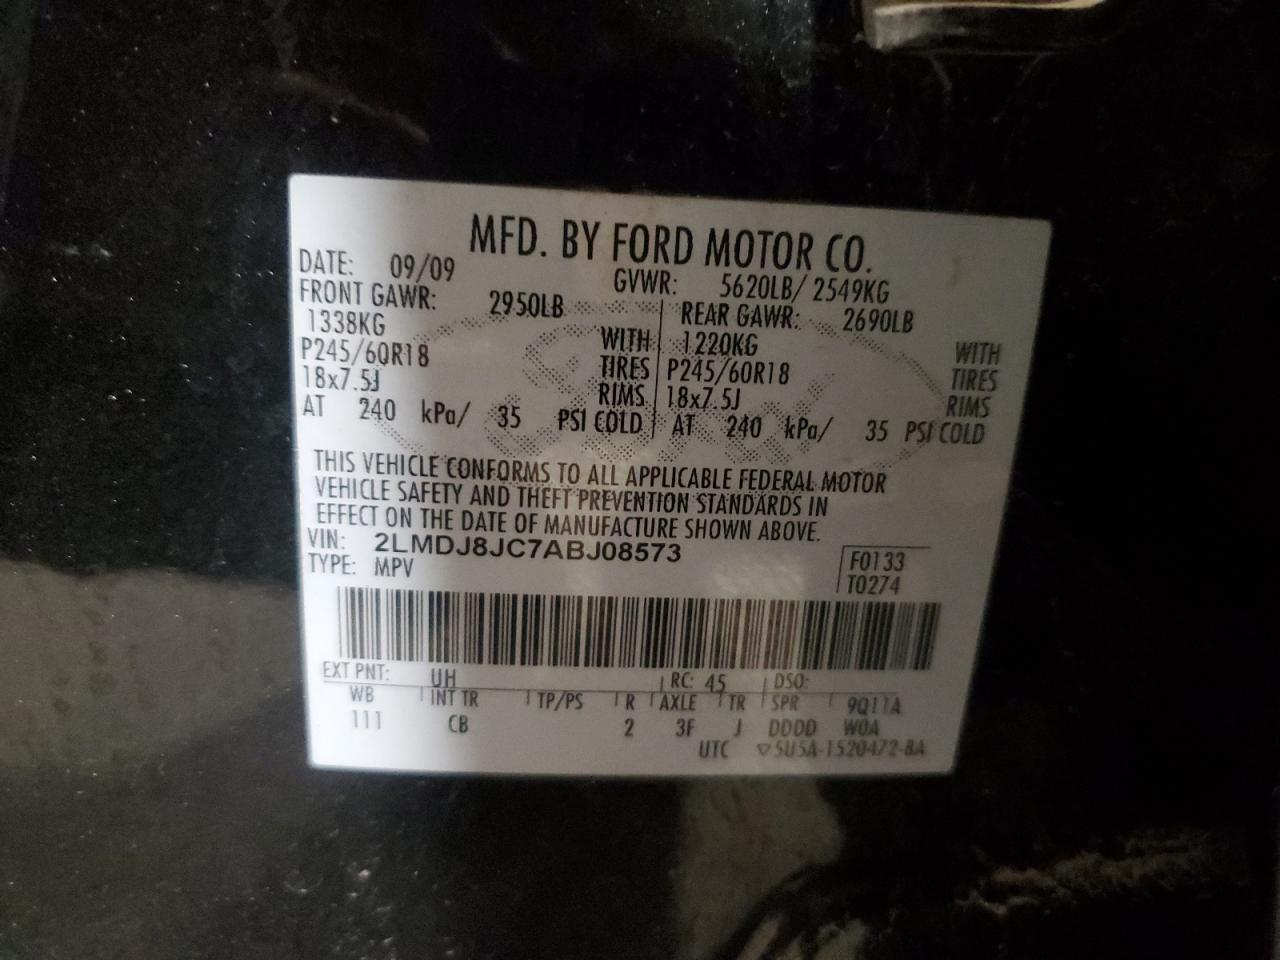 MFD. BY FORD MOTOR CO.
DATE: 09/09 GVWR: 5620LB/ 2549KG
FRONT GAWR: 2950LB REAR GAWR: 2690LB
1338KG WITH 1220KG WITH
P245/60R18 TIRES P245/60R18 TIRES
18x7.5J RIMS 18x7.5J RIMS
AT 240 kPa/ 35 PSI COLD AT 240 kPa/ 35 PSI COLD
THIS VEHICLE CONFORMS TO ALL APPLICABLE FEDERAL MOTOR
VEHICLE SAFETY AND THEFT PREVENTION STANDARDS IN
EFFECT ON THE DATE OF MANUFACTURE SHOWN ABOVE.
VIN: 2LMDJ8JC7ABJ08573
TYPE: MPV
F0133
T0274
EXT PNT: UH RC: 45 DSO:
WB INT TR TP/PS R AXLE TR SPR 9Q11A
111 CB 2 3F J DDDD W0A
UTC ▽5U5A-1520472-BA